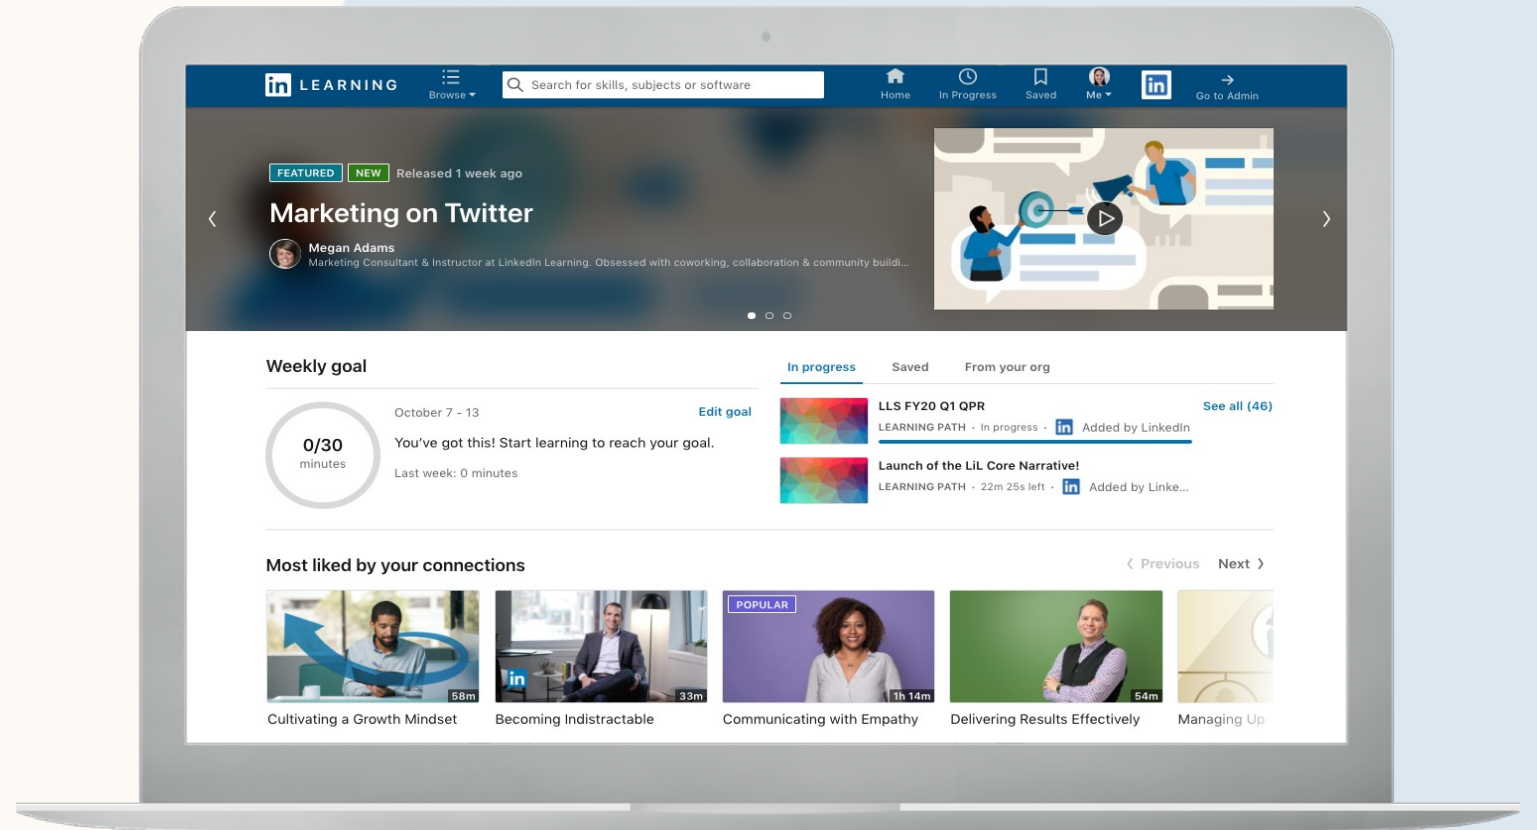 in LEARNING
Browse
Search for skills, subjects or software
Home
In Progress
Saved
Me
in
Go to Admin
FEATURED NEW Released 1 week ago
Marketing on Twitter
Megan Adams
Marketing Consultant & Instructor at LinkedIn Learning. Obsessed with coworking, collaboration & community buildi...
Weekly goal
October 7 - 13
Edit goal
0/30
minutes
You've got this! Start learning to reach your goal.
Last week: 0 minutes
In progress
Saved
From your org
LLS FY20 Q1 QPR
See all (46)
LEARNING PATH · In progress · in Added by LinkedIn
Launch of the LiL Core Narrative!
LEARNING PATH · 22m 25s left · in Added by Linke...
Most liked by your connections
Previous
Next
58m
Cultivating a Growth Mindset
in
33m
Becoming Indistractable
POPULAR
1h 14m
Communicating with Empathy
54m
Delivering Results Effectively
Managing Up